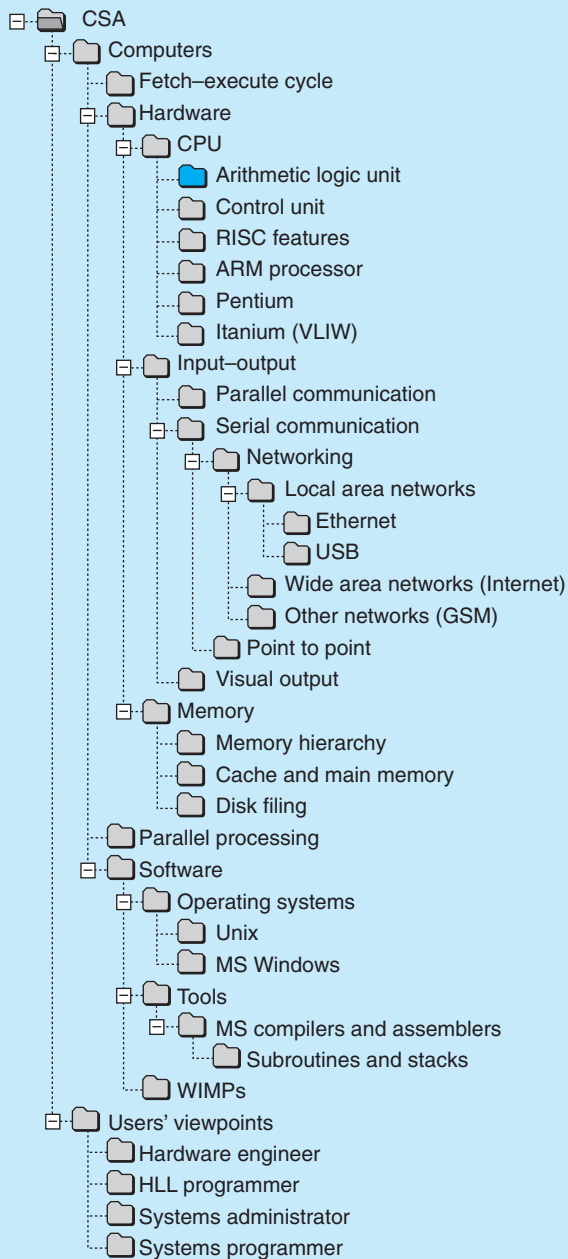 CSA
Computers
Fetch–execute cycle
Hardware
CPU
Arithmetic logic unit
Control unit
RISC features
ARM processor
Pentium
Itanium (VLIW)
Input–output
Parallel communication
Serial communication
Networking
Local area networks
Ethernet
USB
Wide area networks (Internet)
Other networks (GSM)
Point to point
Visual output
Memory
Memory hierarchy
Cache and main memory
Disk filing
Parallel processing
Software
Operating systems
Unix
MS Windows
Tools
MS compilers and assemblers
Subroutines and stacks
WIMPs
Users’ viewpoints
Hardware engineer
HLL programmer
Systems administrator
Systems programmer